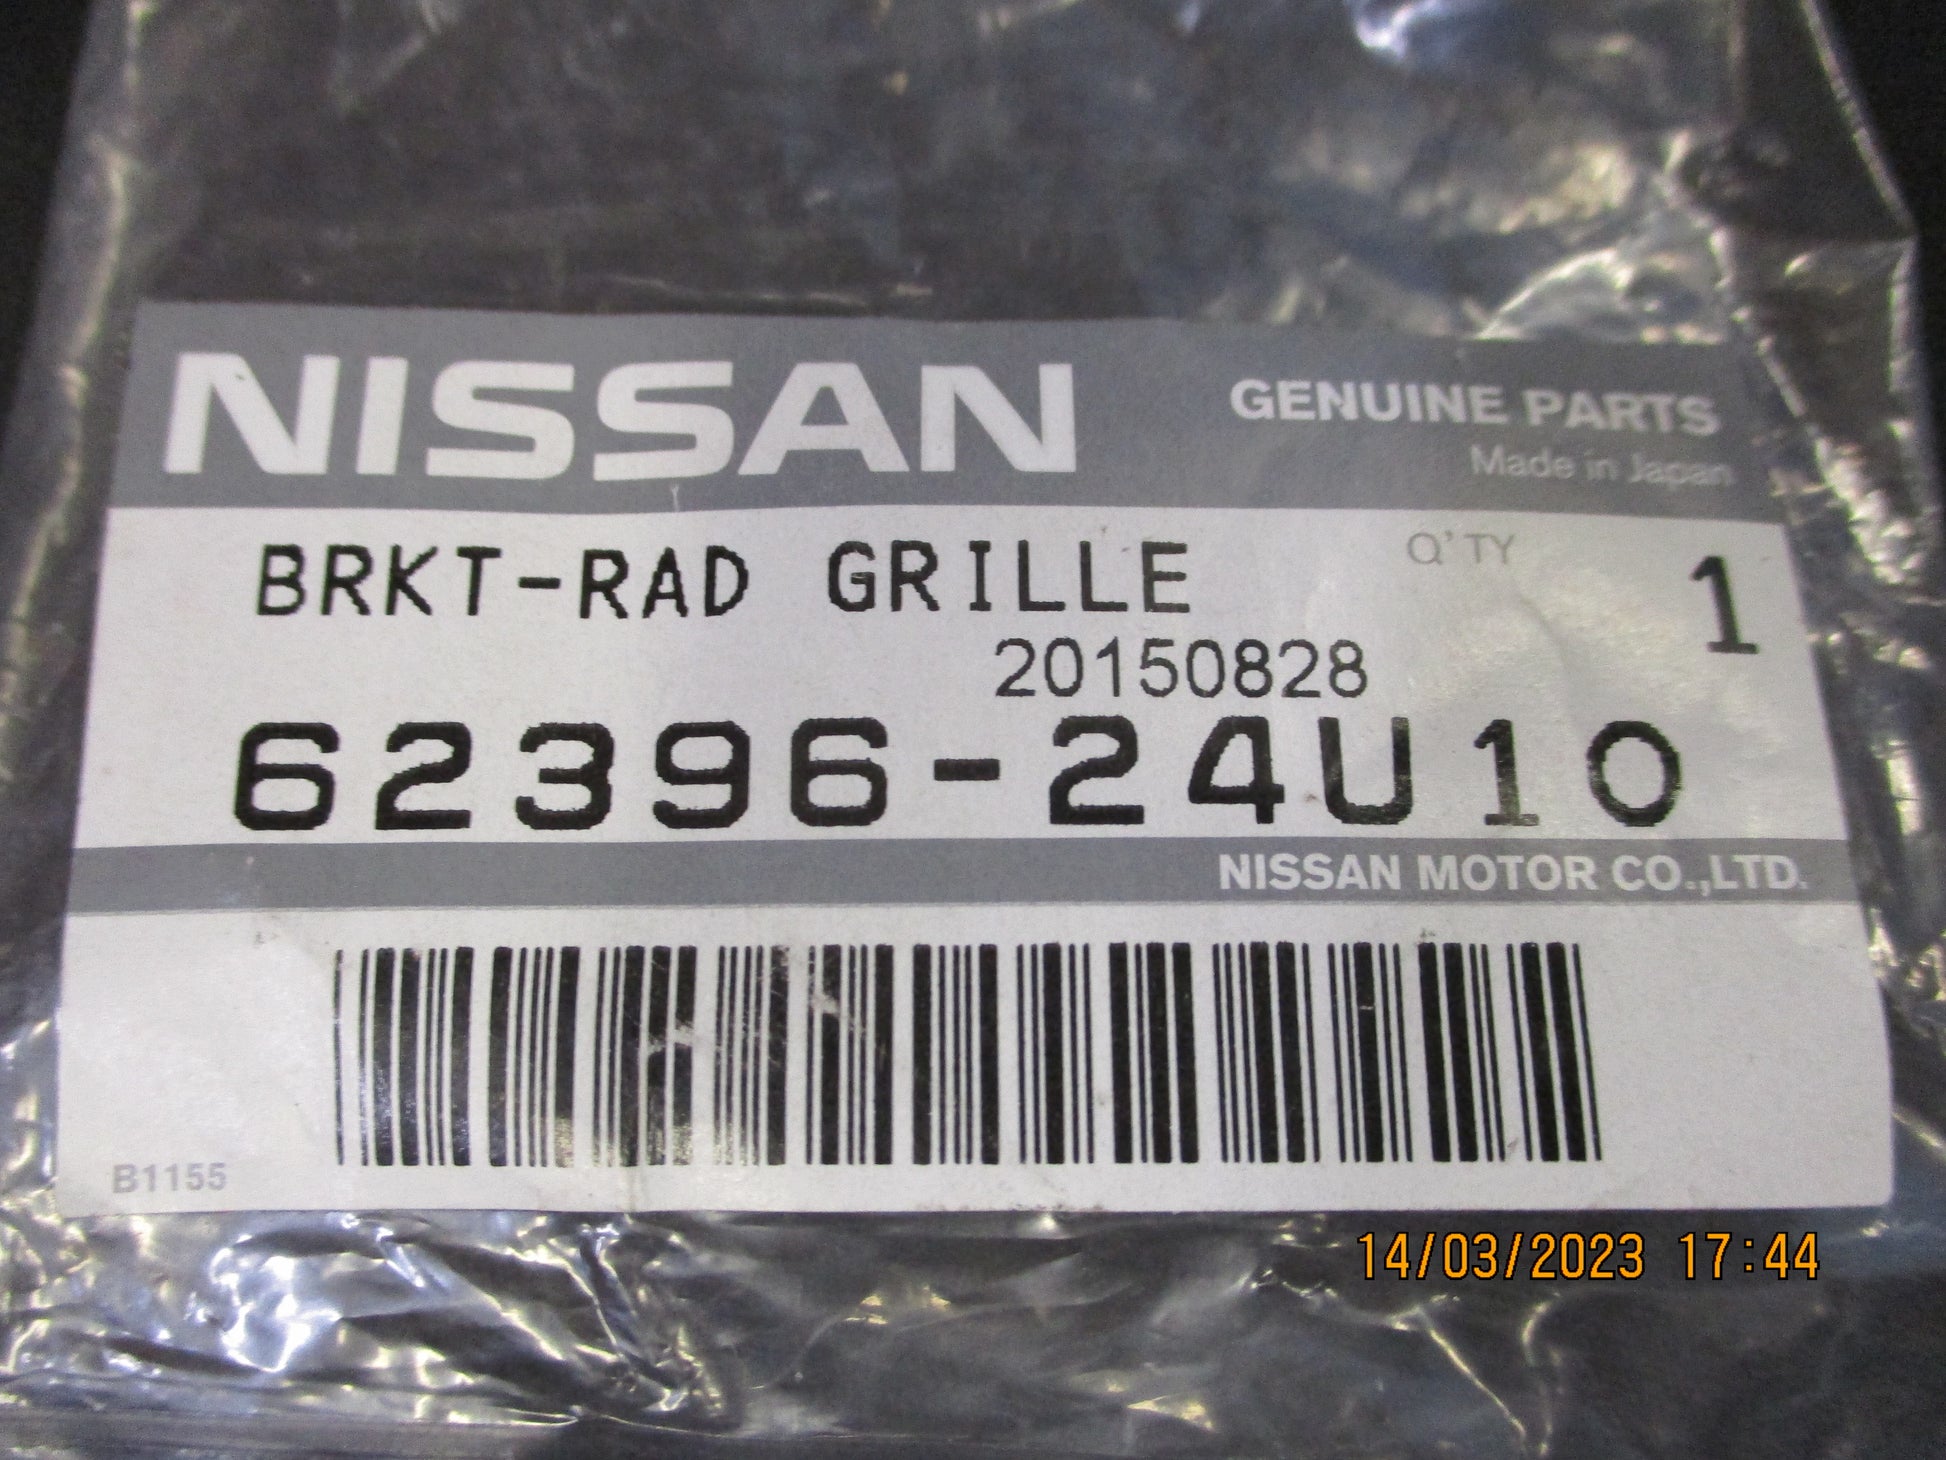 NISSAN
GENUINE PARTS
Made in Japan
BRKT-RAD GRILLE
Q'TY
1
20150828
62396-24U10
NISSAN MOTOR CO.,LTD.
B1155
14/03/2023 17:44